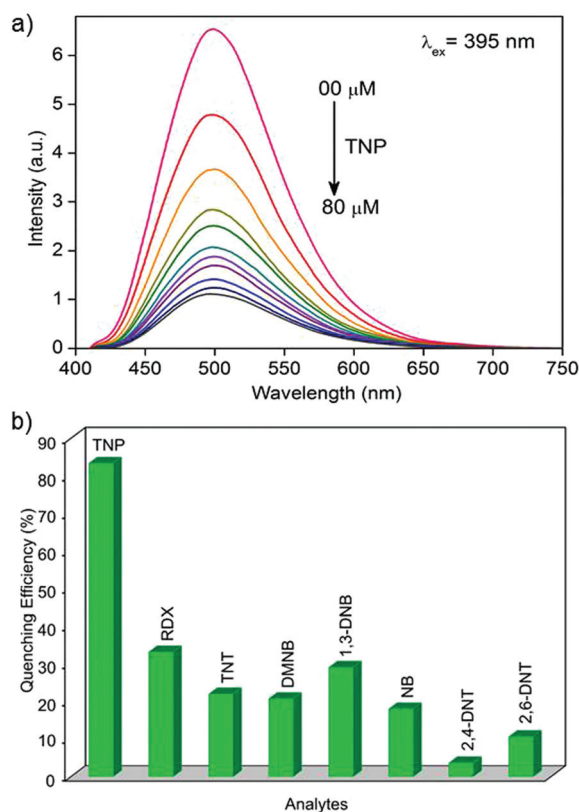 a)
λex= 395 nm
00 μM
TNP
80 μM
Intensity (a.u.)
6
5
4
3
2
1
0
400 450 500 550 600 650 700 750
Wavelength (nm)
b)
Quenching Efficiency (%)
90
80
70
60
50
40
30
20
10
0
TNP
RDX
TNT
DMNB
1,3-DNB
NB
2,4-DNT
2,6-DNT
Analytes